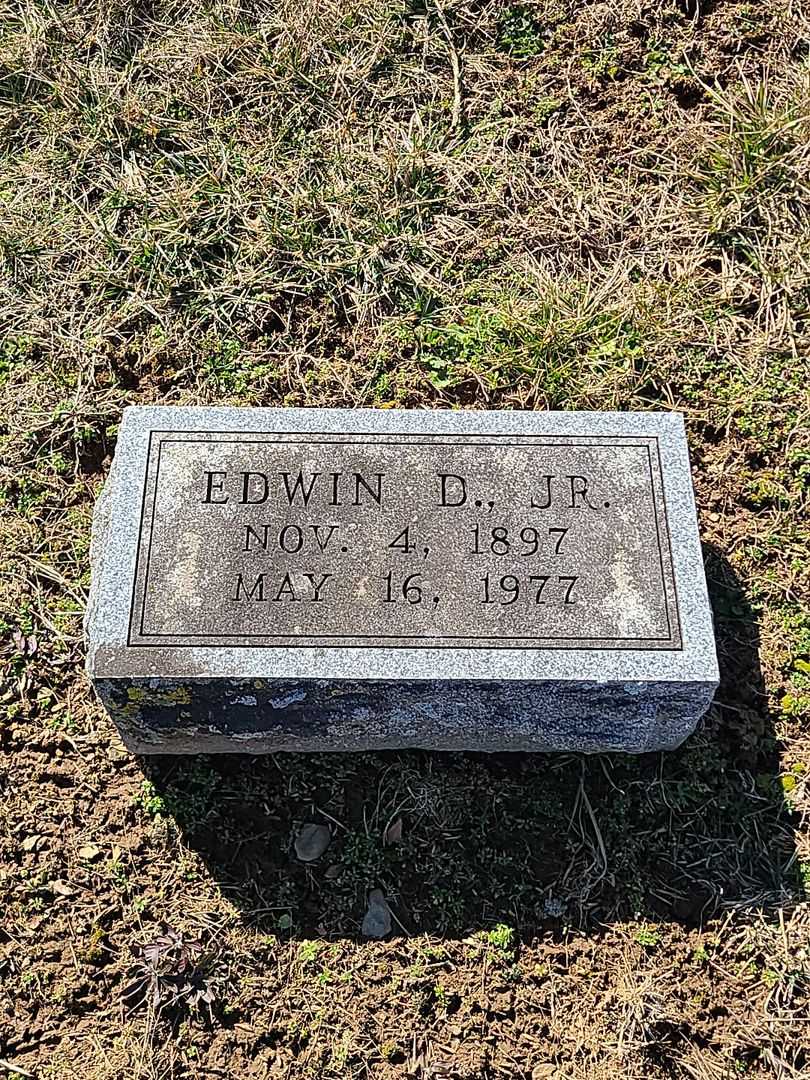 EDWIN D., JR.
NOV. 4, 1897
MAY 16, 1977